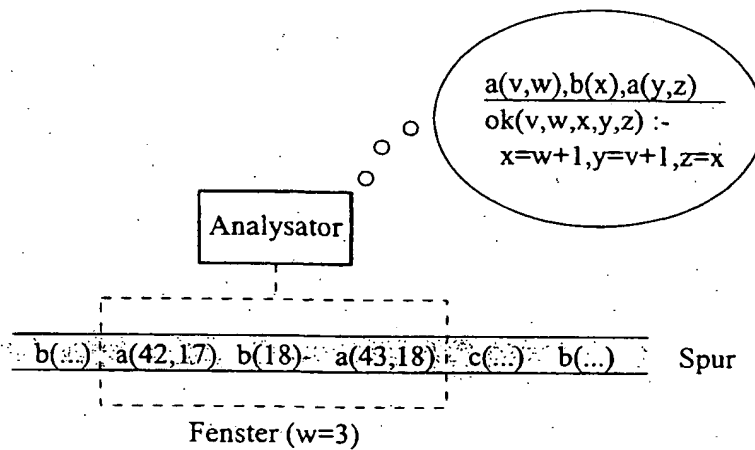 a(v,w),b(x),a(y,z)
ok(v,w,x,y,z) :-
x=w+1,y=v+1,z=x
Analysator
b(...) a(42,17) b(18) a(43,18) c(...) b(...) Spur
Fenster (w=3)